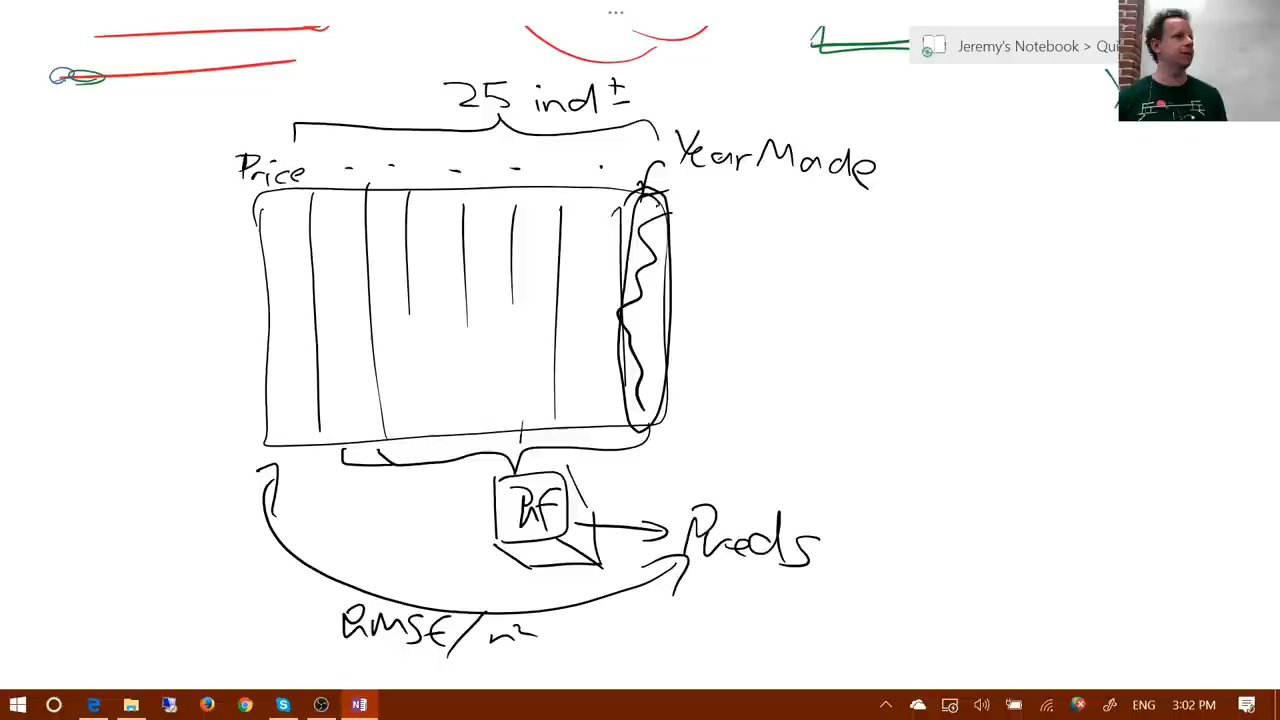 Jeremy's Notebook > Qui
25 ind ±
Price - - - - . YearMade
RF
Preds
RMSE/r²
ENG 3:02 PM